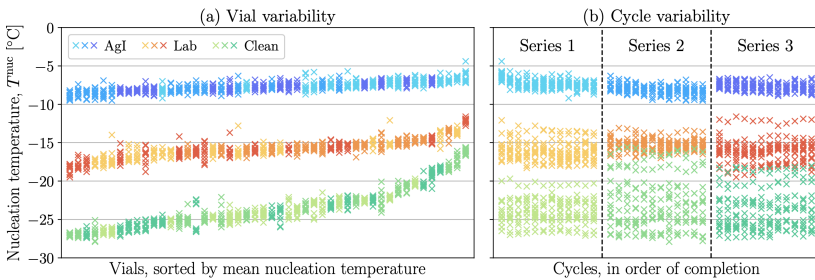 (a) Vial variability
(b) Cycle variability
Nucleation temperature, T^nuc [°C]
0
−5
−10
−15
−20
−25
−30
AgI
Lab
Clean
Series 1
Series 2
Series 3
Vials, sorted by mean nucleation temperature
Cycles, in order of completion